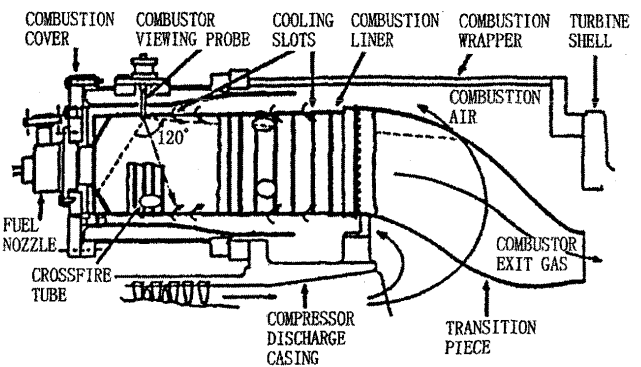 COMBUSTION
COVER
COMBUSTOR
VIEWING PROBE
COOLING
SLOTS
COMBUSTION
LINER
COMBUSTION
WRAPPER
TURBINE
SHELL
COMBUSTION
AIR
120°
FUEL
NOZZLE
CROSSFIRE
TUBE
COMBUSTOR
EXIT GAS
COMPRESSOR
DISCHARGE
CASING
TRANSITION
PIECE